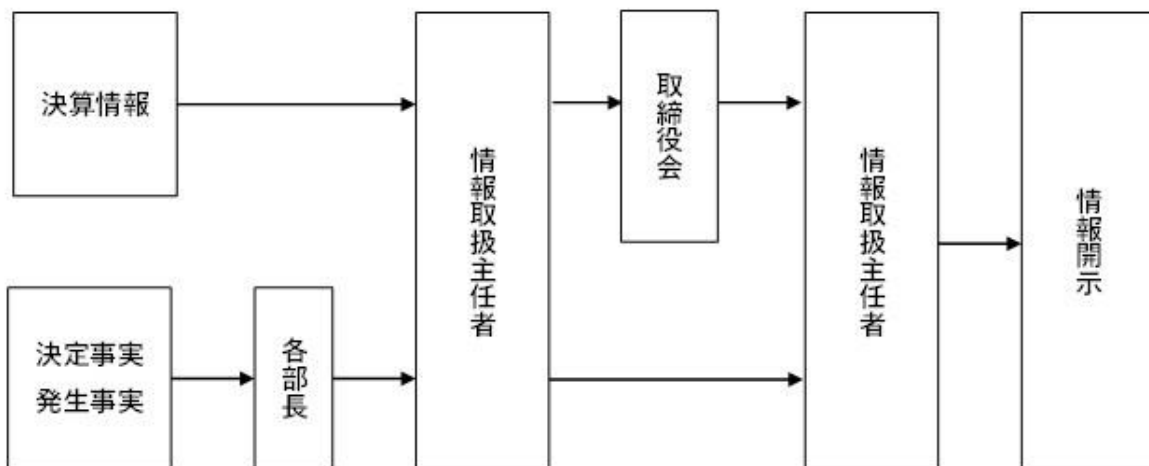 決算情報
決定事実
発生事実
各部長
情報取扱主任者
取締役会
情報取扱主任者
情報開示